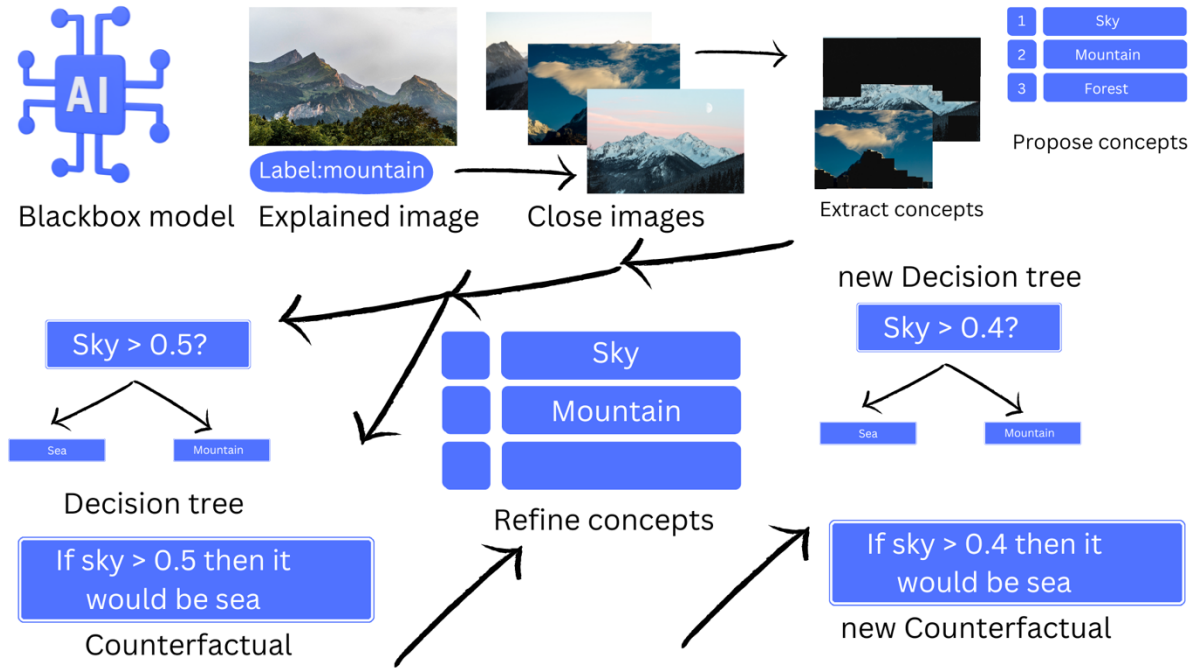 AI
Label:mountain
Blackbox model
Explained image
Close images
Extract concepts
1 Sky
2 Mountain
3 Forest
Propose concepts
Sky > 0.5?
Sea
Mountain
Decision tree
If sky > 0.5 then it
would be sea
Counterfactual
Sky
Mountain
Refine concepts
new Decision tree
Sky > 0.4?
Sea
Mountain
If sky > 0.4 then it
would be sea
new Counterfactual